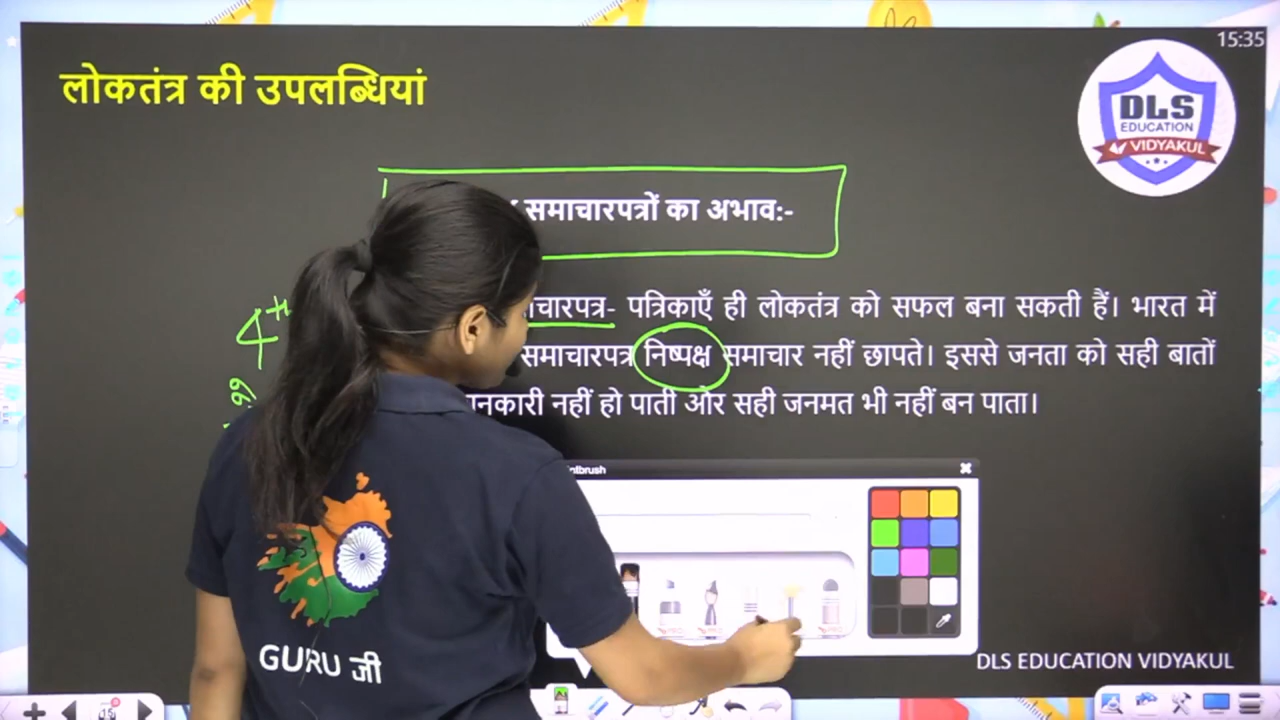 15:35
लोकतंत्र की उपलब्धियां
DLS
EDUCATION
VIDYAKUL
समाचारपत्रों का अभाव:-
पत्रिकाएँ ही लोकतंत्र को सफल बना सकती हैं। भारत में
4th
समाचारपत्र निष्पक्ष समाचार नहीं छापते। इससे जनता को सही बातों
नहीं हो पाती और सही जनमत भी नहीं बन पाता।
GURU जी
DLS EDUCATION VIDYAKUL